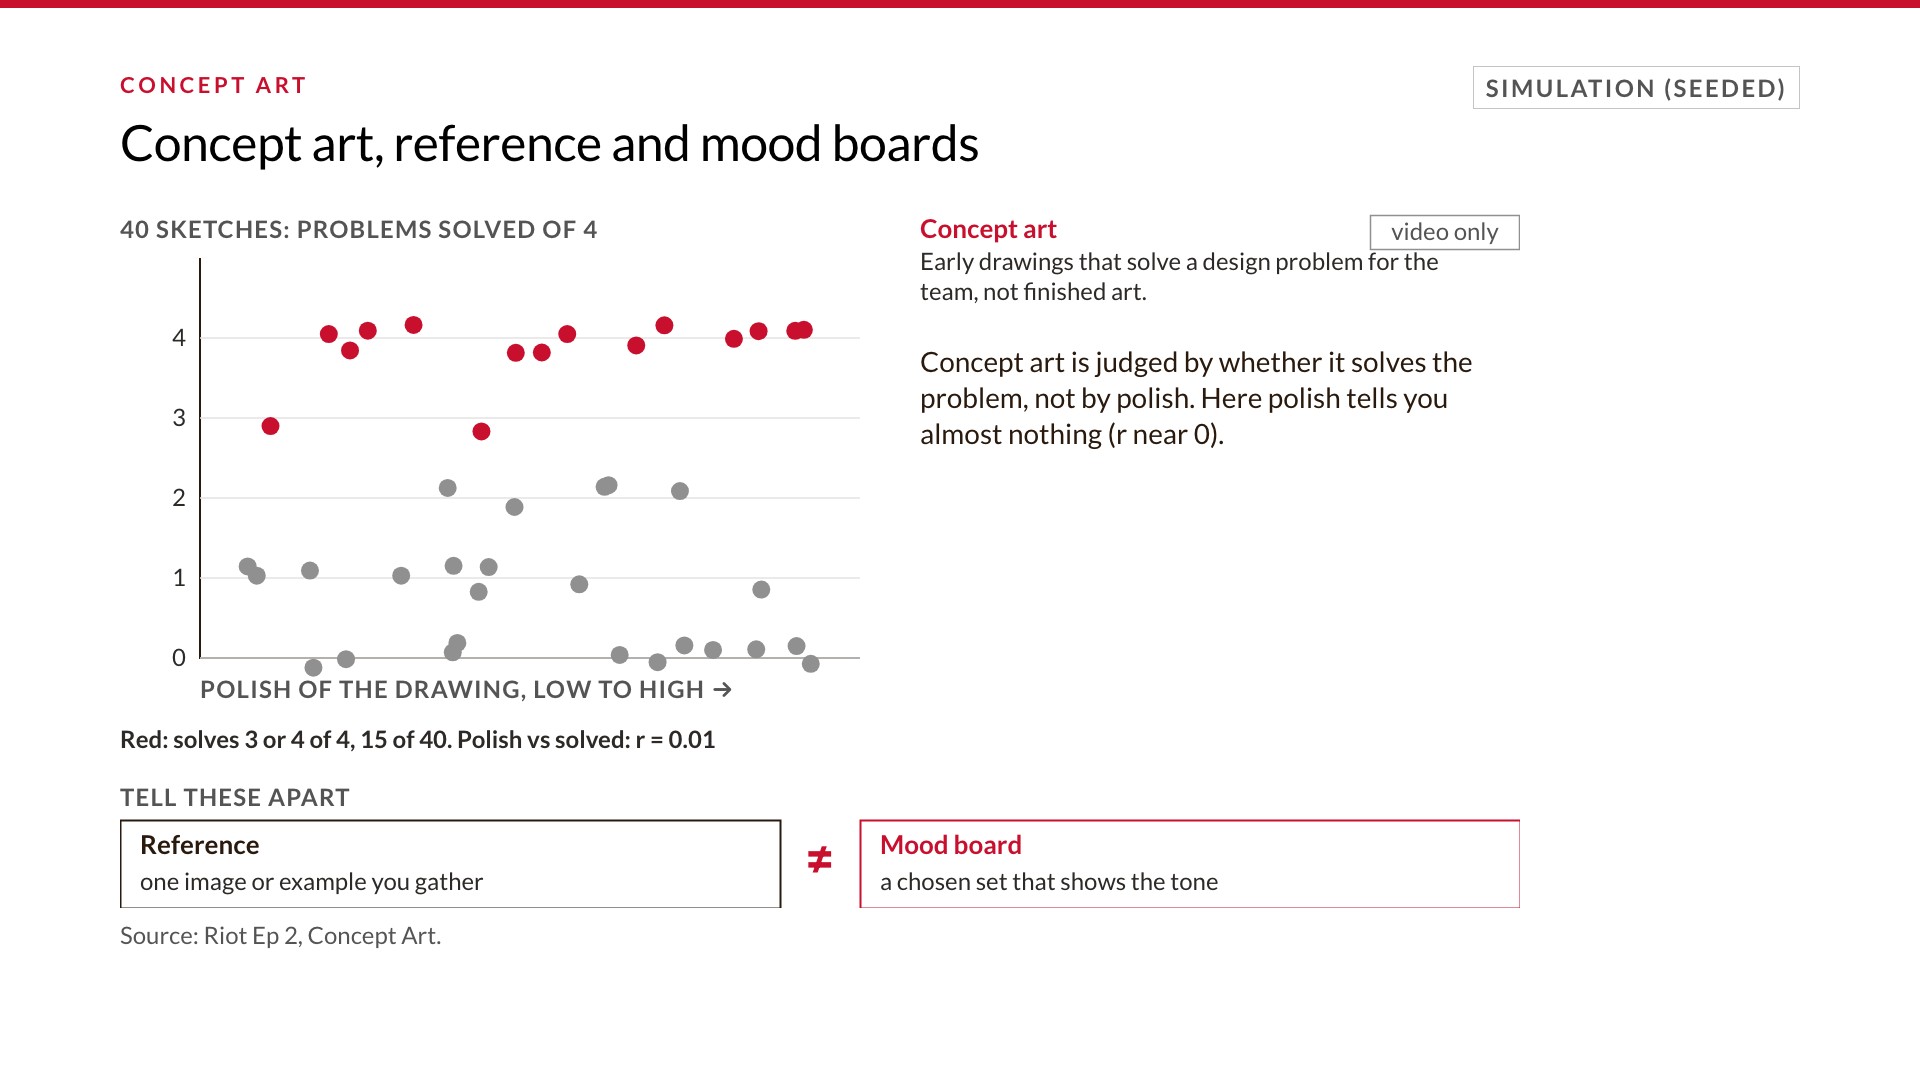 CONCEPT ART
SIMULATION (SEEDED)
Concept art, reference and mood boards
40 SKETCHES: PROBLEMS SOLVED OF 4
4
3
2
1
0
POLISH OF THE DRAWING, LOW TO HIGH →
Red: solves 3 or 4 of 4, 15 of 40. Polish vs solved: r = 0.01
Concept art
video only
Early drawings that solve a design problem for the
team, not finished art.
Concept art is judged by whether it solves the
problem, not by polish. Here polish tells you
almost nothing (r near 0).
TELL THESE APART
Reference
one image or example you gather
≠
Mood board
a chosen set that shows the tone
Source: Riot Ep 2, Concept Art.